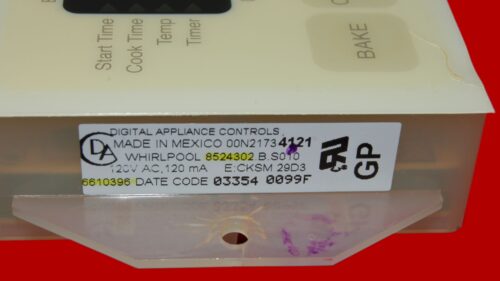 Start Time
Cook Time
Temp
Timer
BAKE
DIGITAL APPLIANCE CONTROLS,
MADE IN MEXICO 00N21734121
WHIRLPOOL 8524302 B.S010
120V AC,120 mA E:CKSM 29D3
6610396 DATE CODE 03354 0099F
GP